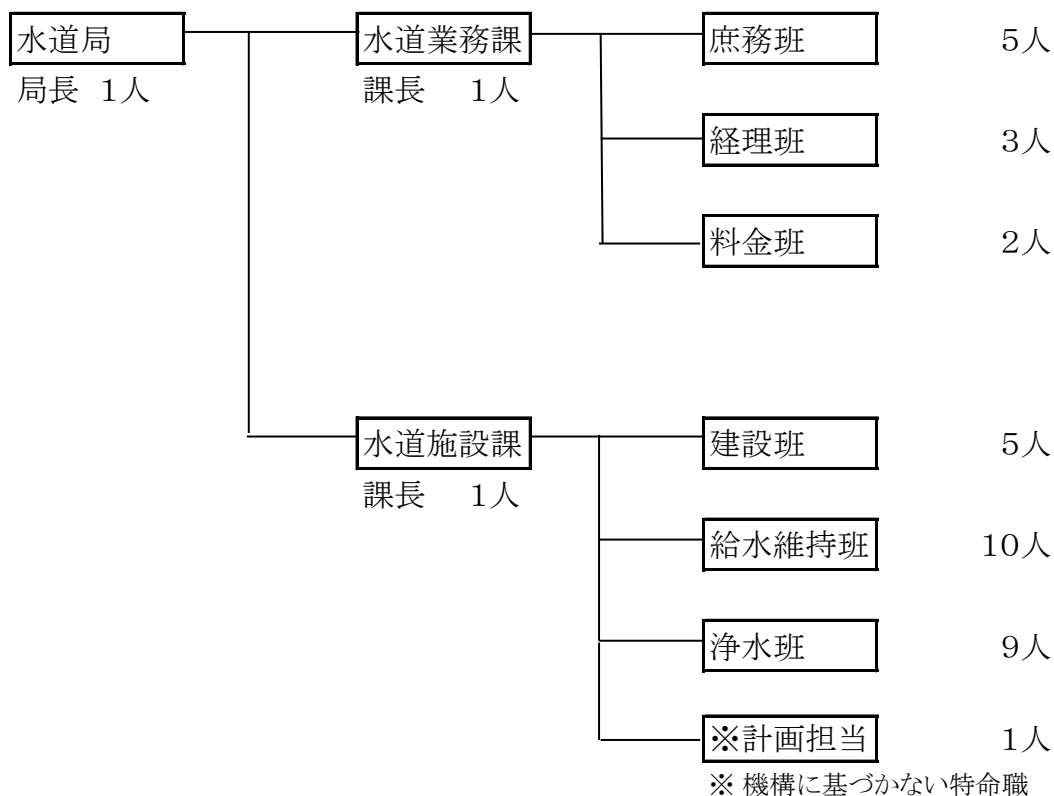 水道局 水道業務課 庶務班 5人
局長 1人 課長 1人
経理班 3人
料金班 2人
水道施設課 建設班 5人
課長 1人
給水維持班 10人
浄水班 9人
※計画担当 1人
※ 機構に基づかない特命職